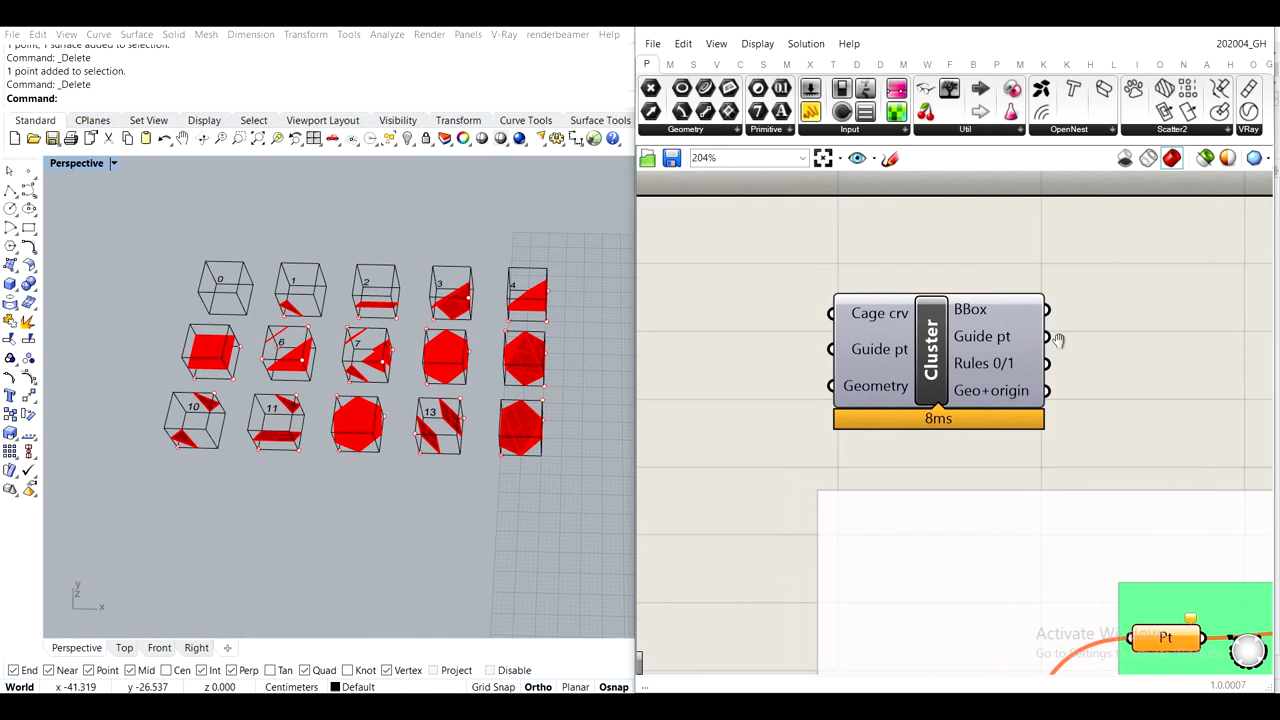 File Edit View Curve Surface Solid Mesh Dimension Transform Tools Analyze Render Panels V-Ray renderbeamer Help
1 point, 1 surface added to selection.
Command: _Delete
1 point added to selection.
Command: _Delete
Command:
Standard CPlanes Set View Display Select Viewport Layout Visibility Transform Curve Tools Surface Tools
Perspective
0 1 2 3 4
6 7
10 11 13
y
z
x
Perspective Top Front Right
End Near Point Mid Cen Int Perp Tan Quad Knot Vertex Project Disable
World x -41.319 y -26.537 z 0.000 Centimeters Default Grid Snap Ortho Planar Osnap
File Edit View Display Solution Help 202004_GH
P M S V C S M I X T D A W F B P M E K K L I O E N S K O G
Geometry Primitive Input Util OpenNest Scatter2 VRay
204%
Cage crv
Guide pt
Geometry
Cluster
BBox
Guide pt
Rules 0/1
Geo+origin
8ms
Pt
Activate Wind
Go to Settings t
...
1.0.0007